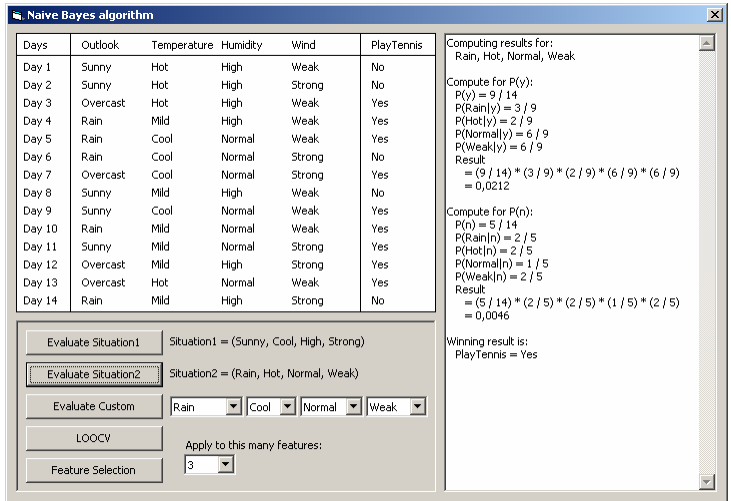 Naive Bayes algorithm
Days Outlook Temperature Humidity Wind PlayTennis
Day 1 Sunny Hot High Weak No
Day 2 Sunny Hot High Strong No
Day 3 Overcast Hot High Weak Yes
Day 4 Rain Mild High Weak Yes
Day 5 Rain Cool Normal Weak Yes
Day 6 Rain Cool Normal Strong No
Day 7 Overcast Cool Normal Strong Yes
Day 8 Sunny Mild High Weak No
Day 9 Sunny Cool Normal Weak Yes
Day 10 Rain Mild Normal Weak Yes
Day 11 Sunny Mild Normal Strong Yes
Day 12 Overcast Mild High Strong Yes
Day 13 Overcast Hot Normal Weak Yes
Day 14 Rain Mild High Strong No
Evaluate Situation1 Situation1 = (Sunny, Cool, High, Strong)
Evaluate Situation2 Situation2 = (Rain, Hot, Normal, Weak)
Evaluate Custom Rain Cool Normal Weak
LOOCV
Apply to this many features:
3
Feature Selection
Computing results for:
Rain, Hot, Normal, Weak
Compute for P(y):
P(y) = 9 / 14
P(Rain|y) = 3 / 9
P(Hot|y) = 2 / 9
P(Normal|y) = 6 / 9
P(Weak|y) = 6 / 9
Result
= (9 / 14) * (3 / 9) * (2 / 9) * (6 / 9) * (6 / 9)
= 0,0212
Compute for P(n):
P(n) = 5 / 14
P(Rain|n) = 2 / 5
P(Hot|n) = 2 / 5
P(Normal|n) = 1 / 5
P(Weak|n) = 2 / 5
Result
= (5 / 14) * (2 / 5) * (2 / 5) * (1 / 5) * (2 / 5)
= 0,0046
Winning result is:
PlayTennis = Yes